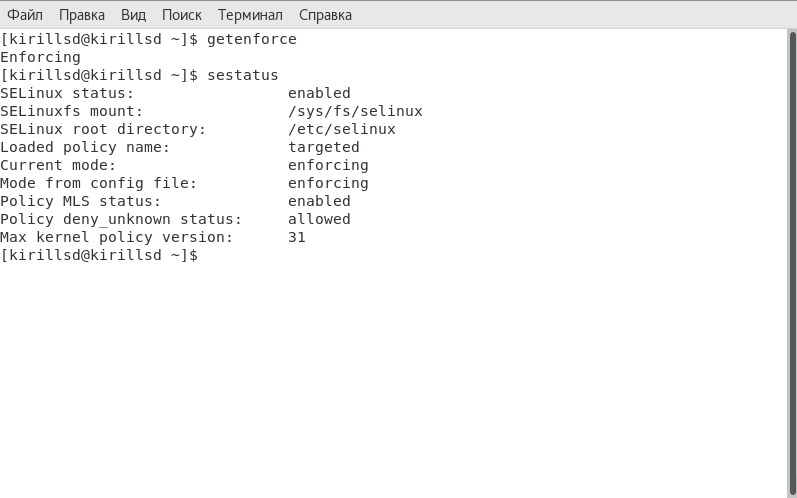 Файл Правка Вид Поиск Терминал Справка
[kirillsd@kirillsd ~]$ getenforce
Enforcing
[kirillsd@kirillsd ~]$ sestatus
SELinux status:                 enabled
SELinuxfs mount:                /sys/fs/selinux
SELinux root directory:         /etc/selinux
Loaded policy name:             targeted
Current mode:                   enforcing
Mode from config file:          enforcing
Policy MLS status:              enabled
Policy deny_unknown status:     allowed
Max kernel policy version:      31
[kirillsd@kirillsd ~]$